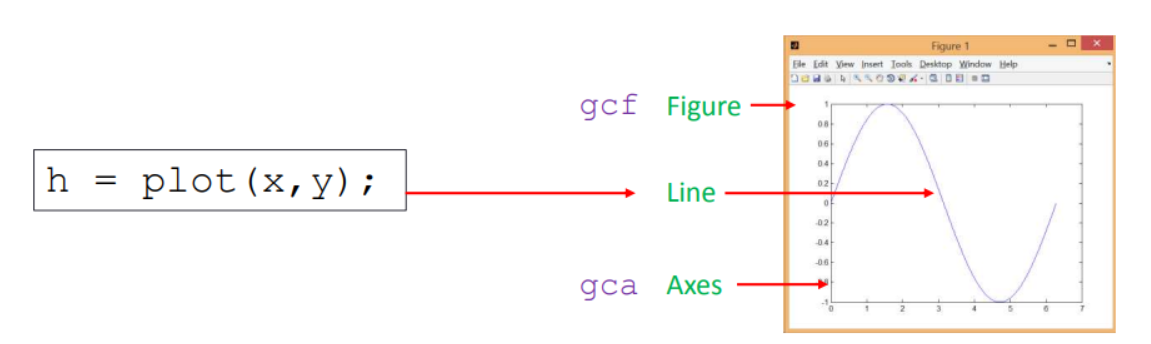 h = plot(x,y);
gcf Figure
Line
gca Axes
Figure 1
File Edit View Insert Tools Desktop Window Help
1
0.8
0.6
0.4
0.2
0
-0.2
-0.4
-0.6
-1
0 1 2 3 4 5 6 7